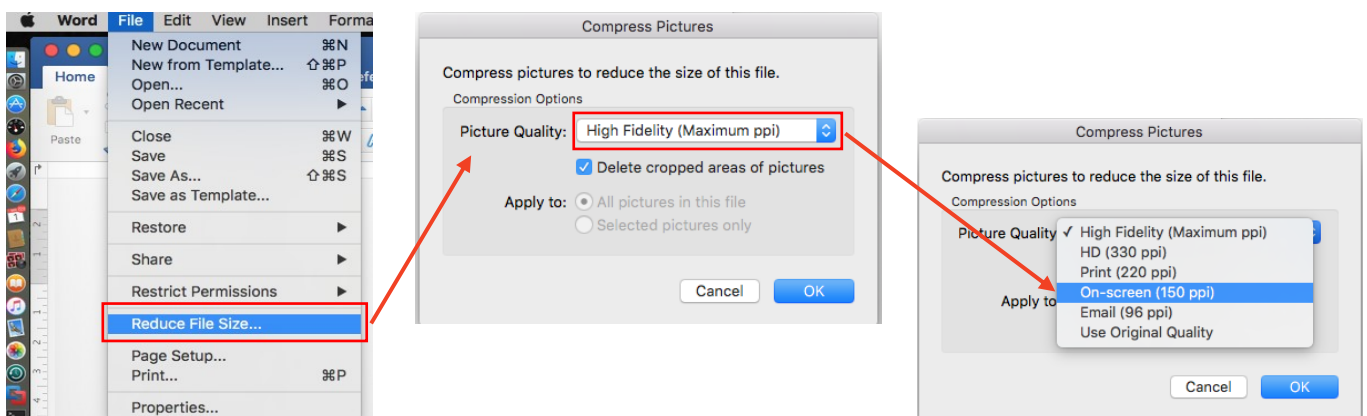 Word File Edit View Insert Forma
Home
Paste
New Document ⌘N
New from Template... ⇧⌘P
Open... ⌘O
Open Recent ▶
Close ⌘W
Save ⌘S
Save As... ⇧⌘S
Save as Template...
Restore ▶
Share ▶
Restrict Permissions ▶
Reduce File Size...
Page Setup...
Print... ⌘P
Properties...
Compress Pictures
Compress pictures to reduce the size of this file.
Compression Options
Picture Quality: High Fidelity (Maximum ppi)
Delete cropped areas of pictures
Apply to: All pictures in this file
Selected pictures only
Cancel OK
Compress Pictures
Compress pictures to reduce the size of this file.
Compression Options
Picture Quality ✓ High Fidelity (Maximum ppi)
HD (330 ppi)
Print (220 ppi)
Apply to On-screen (150 ppi)
Email (96 ppi)
Use Original Quality
Cancel OK